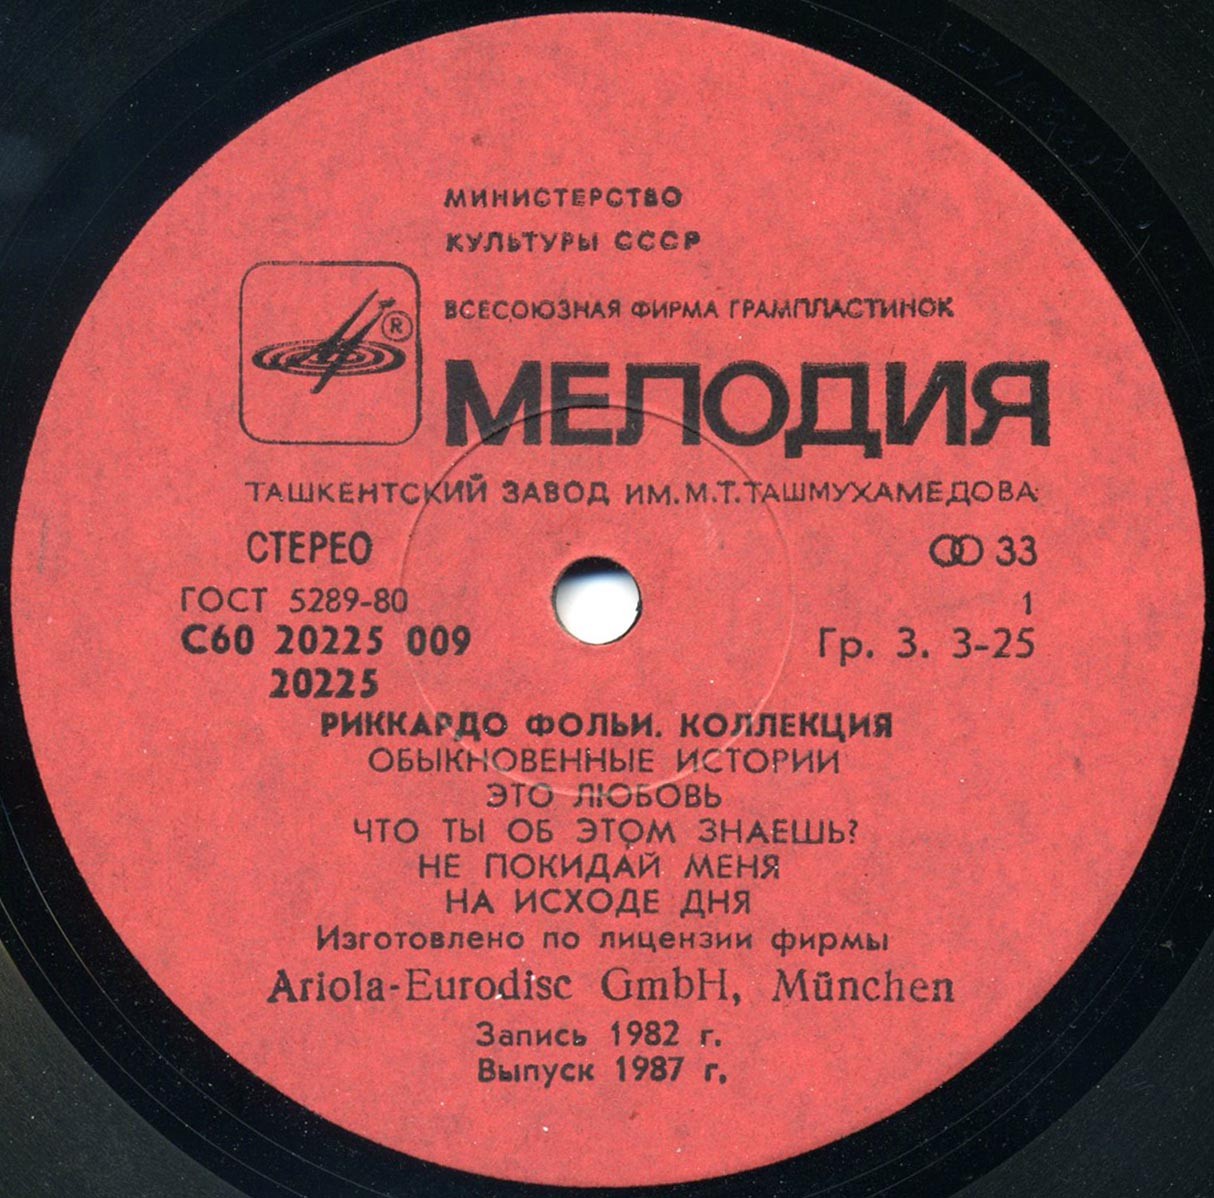 МИНИСТЕРСТВО
КУЛЬТУРЫ СССР
ВСЕСОЮЗНАЯ ФИРМА ГРАМПЛАСТИНОК
®
МЕЛОДИЯ
ТАШКЕНТСКИЙ ЗАВОД ИМ. М. Т. ТАШМУХАМЕДОВА
СТЕРЕО 33
ГОСТ 5289-80 1
С60 20225 009 Гр. 3. 3-25
20225
РИККАРДО ФОЛЬИ. КОЛЛЕКЦИЯ
ОБЫКНОВЕННЫЕ ИСТОРИИ
ЭТО ЛЮБОВЬ
ЧТО ТЫ ОБ ЭТОМ ЗНАЕШЬ?
НЕ ПОКИДАЙ МЕНЯ
НА ИСХОДЕ ДНЯ
Изготовлено по лицензии фирмы
Ariola-Eurodisc GmbH, München
Запись 1982 г.
Выпуск 1987 г.